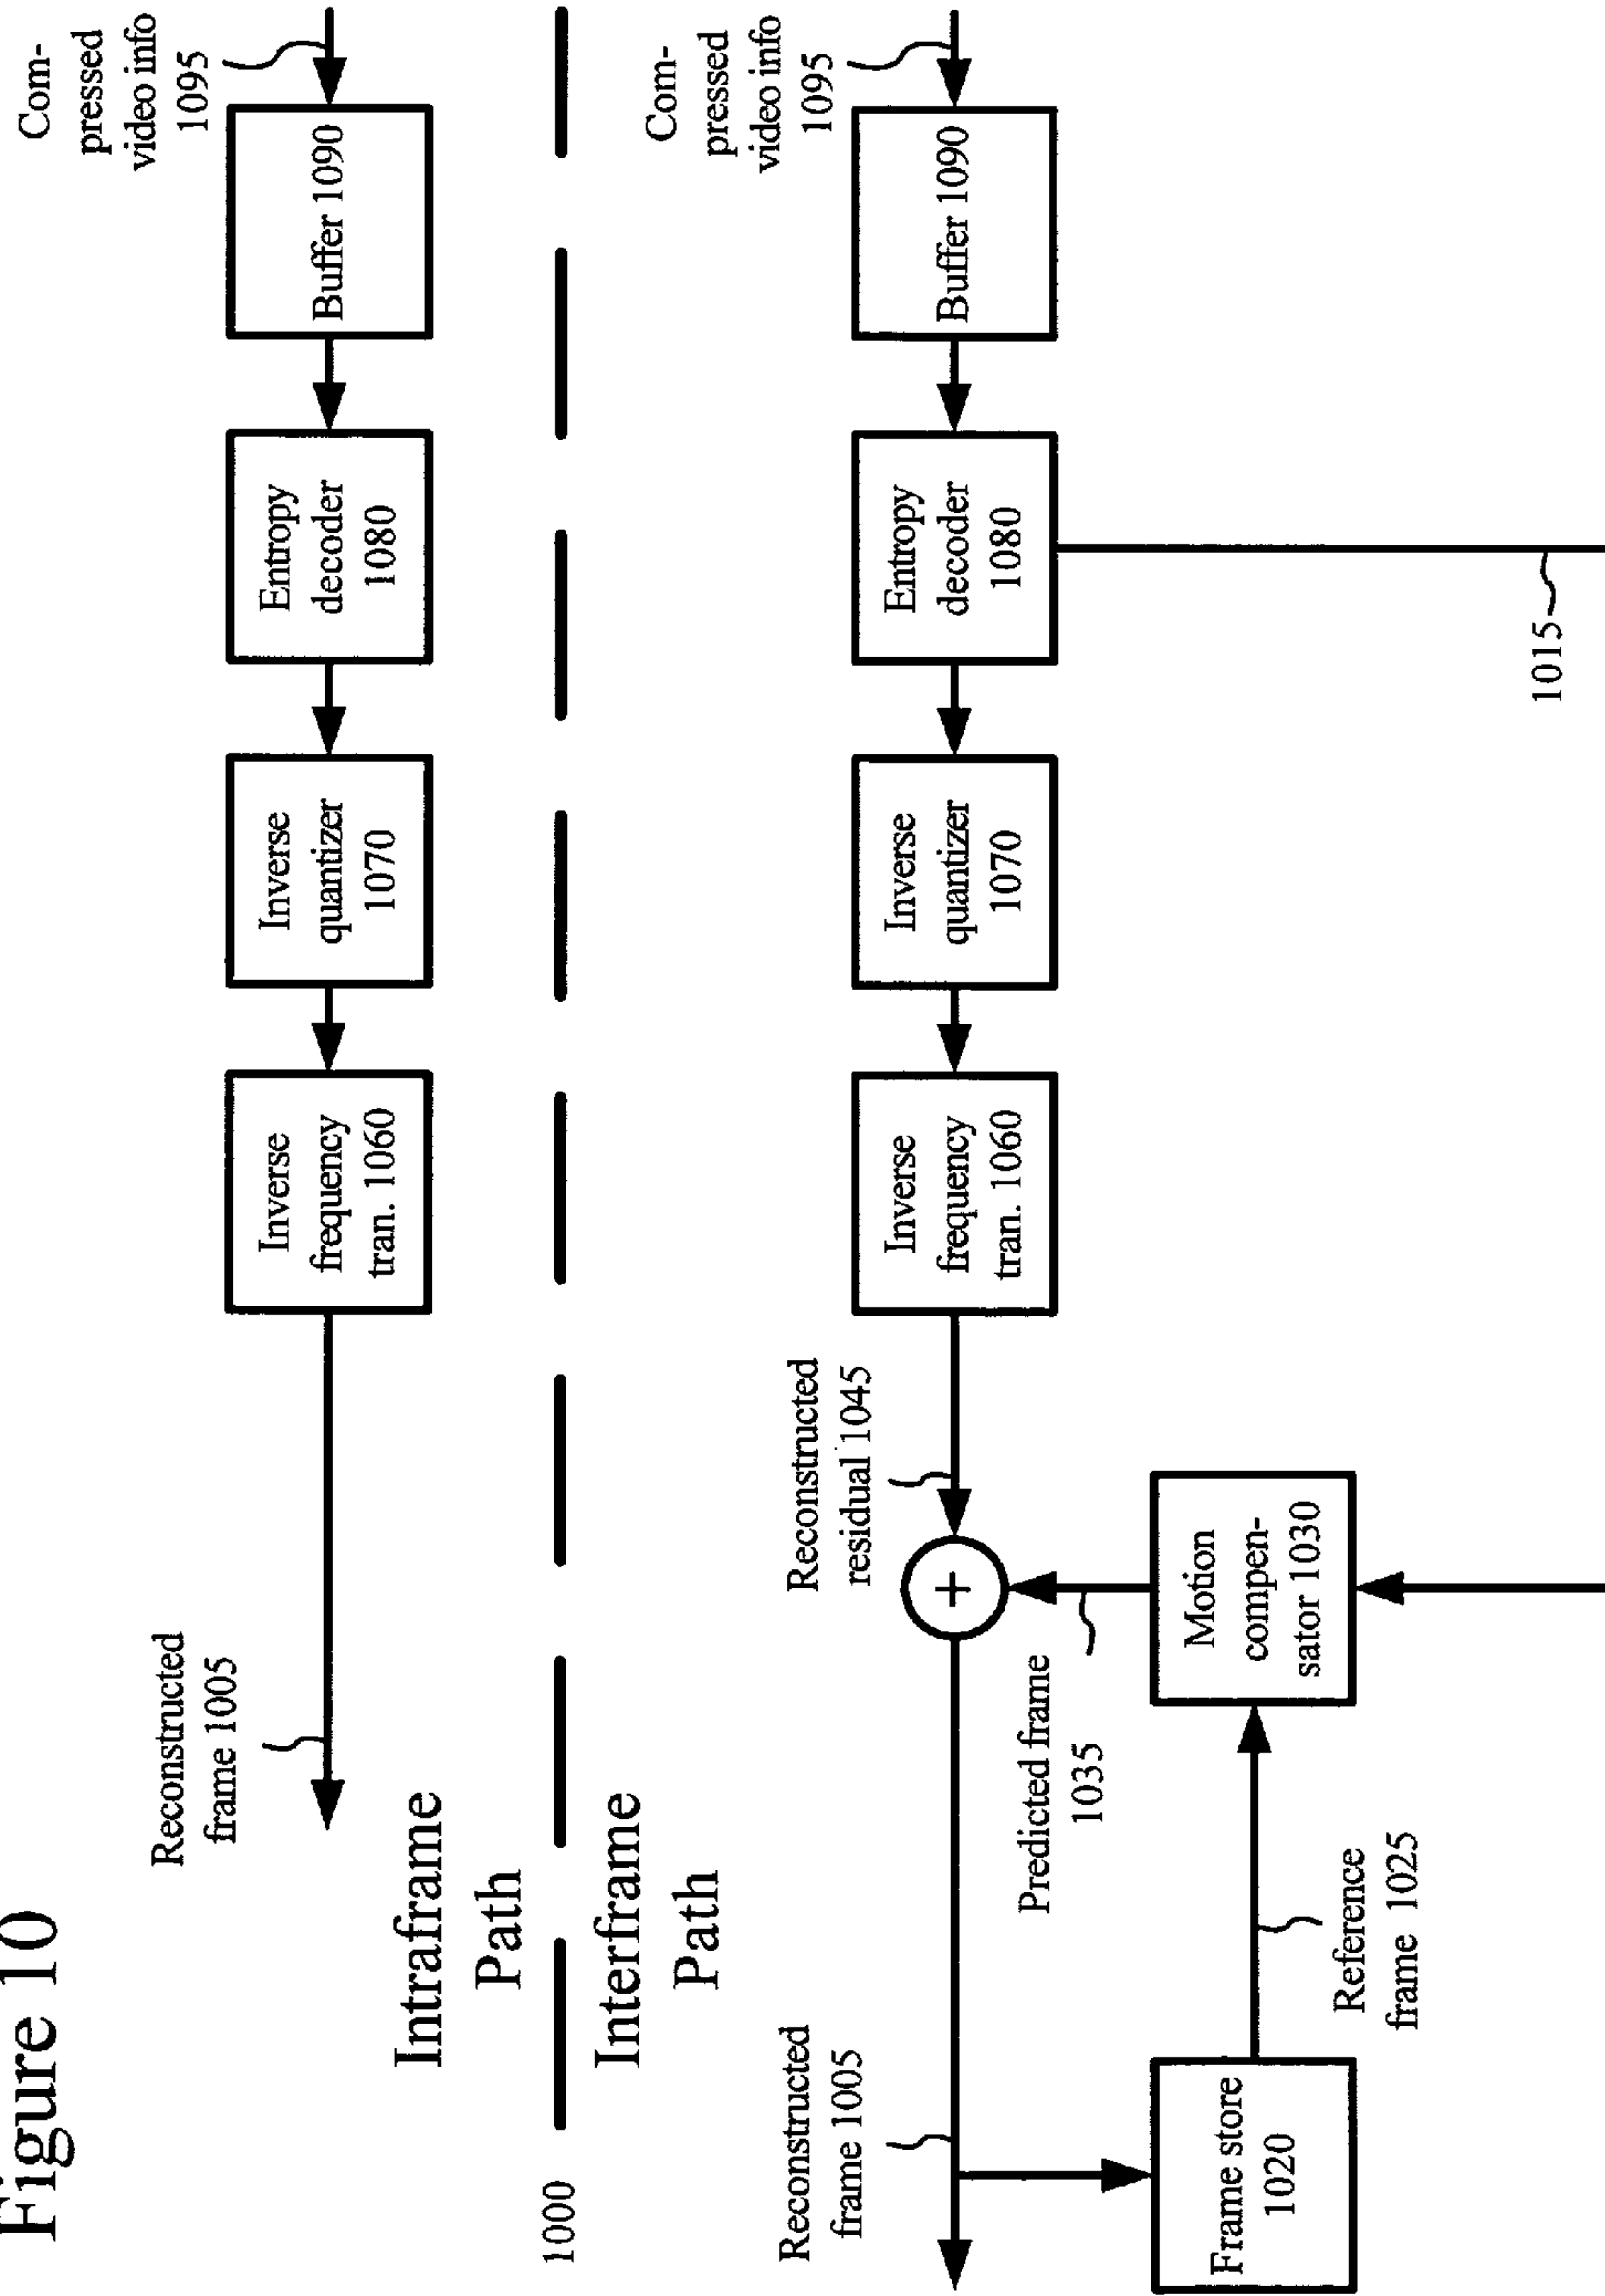 Figure 10
Com-
pressed
video info
1095
Buffer 1090
Entropy
decoder
1080
Inverse
quantizer
1070
Inverse
frequency
tran. 1060
Reconstructed
frame 1005
Intraframe
Path
1000
Interframe
Path
Com-
pressed
video info
1095
Buffer 1090
Entropy
decoder
1080
Inverse
quantizer
1070
Inverse
frequency
tran. 1060
Reconstructed
residual 1045
+
Reconstructed
frame 1005
Predicted frame
1035
Motion
compen-
sator 1030
Reference
frame 1025
Frame store
1020
1015